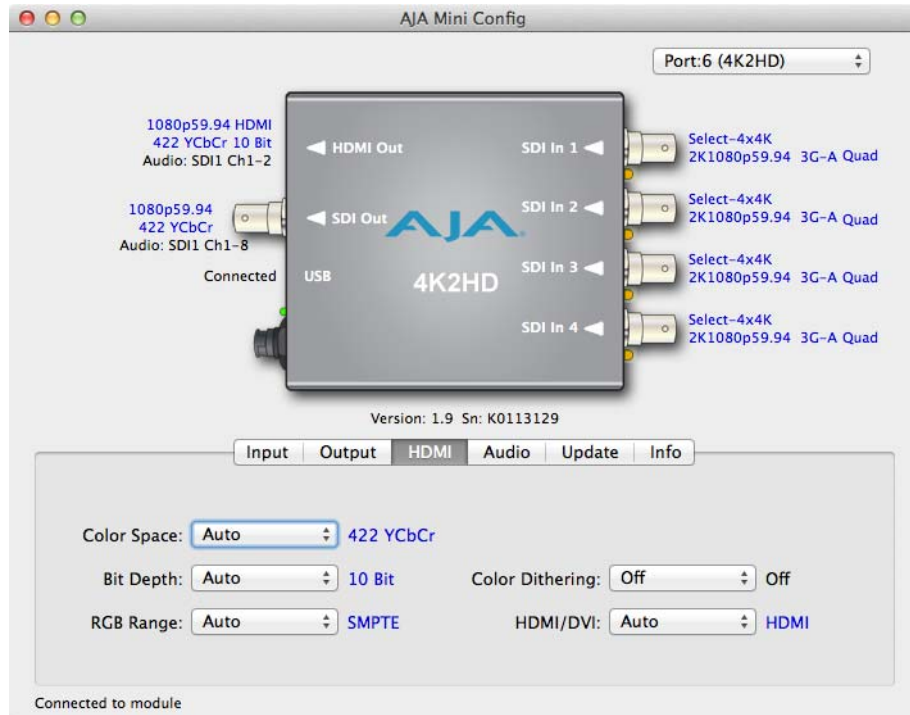 AJA Mini Config
Port:6 (4K2HD)
1080p59.94 HDMI
422 YCbCr 10 Bit
Audio: SDI1 Ch1-2
HDMI Out
SDI In 1
Select-4x4K
2K1080p59.94 3G-A Quad
1080p59.94
422 YCbCr
Audio: SDI1 Ch1-8
SDI Out
AJA
SDI In 2
Select-4x4K
2K1080p59.94 3G-A Quad
Connected
USB
4K2HD
SDI In 3
Select-4x4K
2K1080p59.94 3G-A Quad
SDI In 4
Select-4x4K
2K1080p59.94 3G-A Quad
Version: 1.9 Sn: K0113129
Input Output HDMI Audio Update Info
Color Space: Auto 422 YCbCr
Bit Depth: Auto 10 Bit Color Dithering: Off Off
RGB Range: Auto SMPTE HDMI/DVI: Auto HDMI
Connected to module